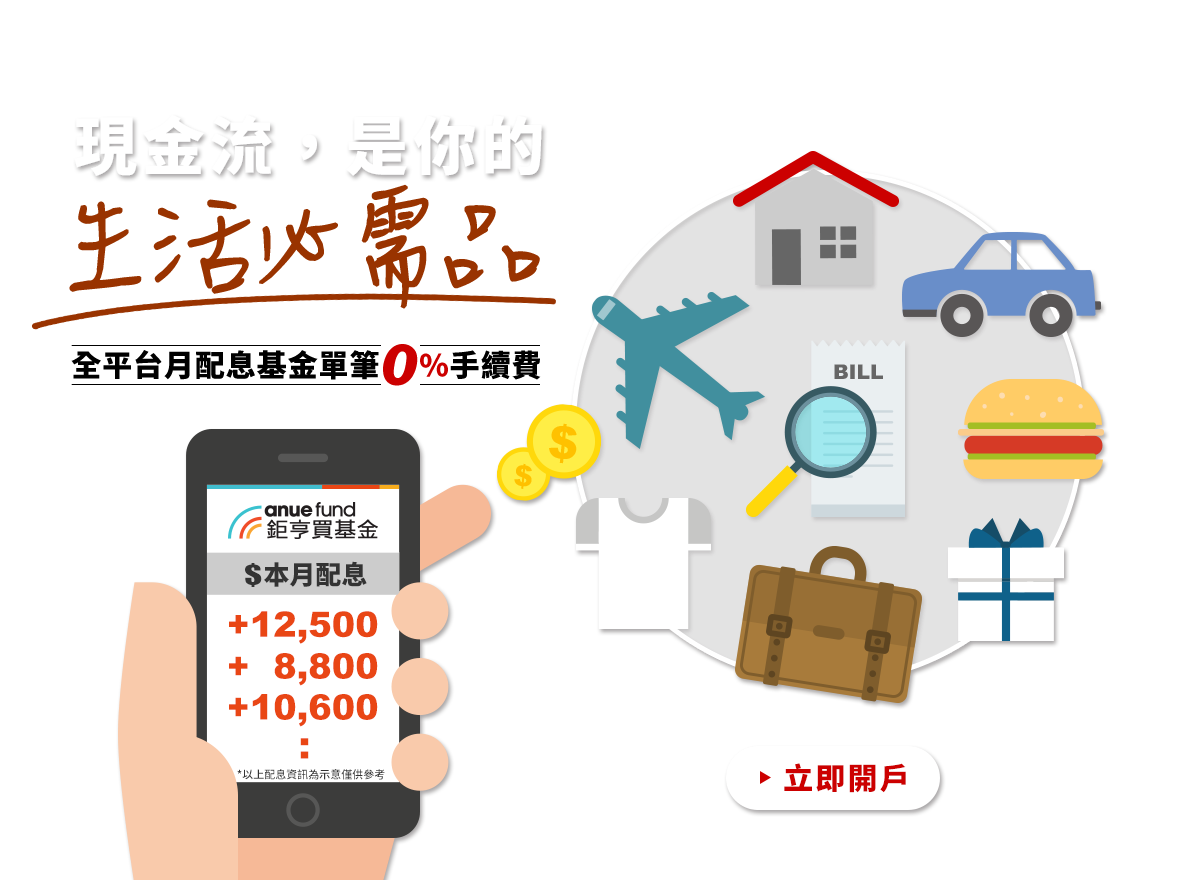 現金流，是你的
生活必需品
全平台月配息基金單筆0%手續費
$
$
anue fund
鉅亨買基金
$本月配息
+12,500
+ 8,800
+10,600
:
*以上配息資訊為示意僅供參考
BILL
立即開戶